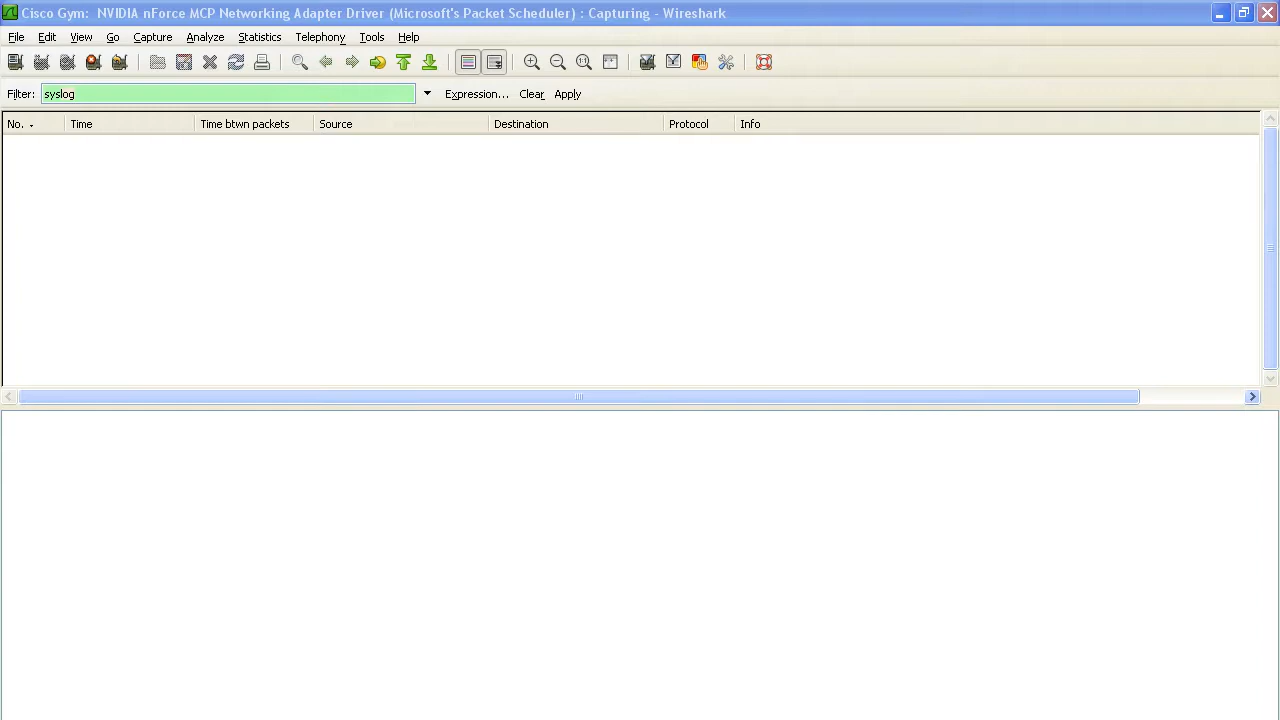 Cisco Gym: NVIDIA nForce MCP Networking Adapter Driver (Microsoft's Packet Scheduler) : Capturing - Wireshark
File Edit View Go Capture Analyze Statistics Telephony Tools Help
Filter: syslog Expression... Clear Apply
No. Time Time btwn packets Source Destination Protocol Info